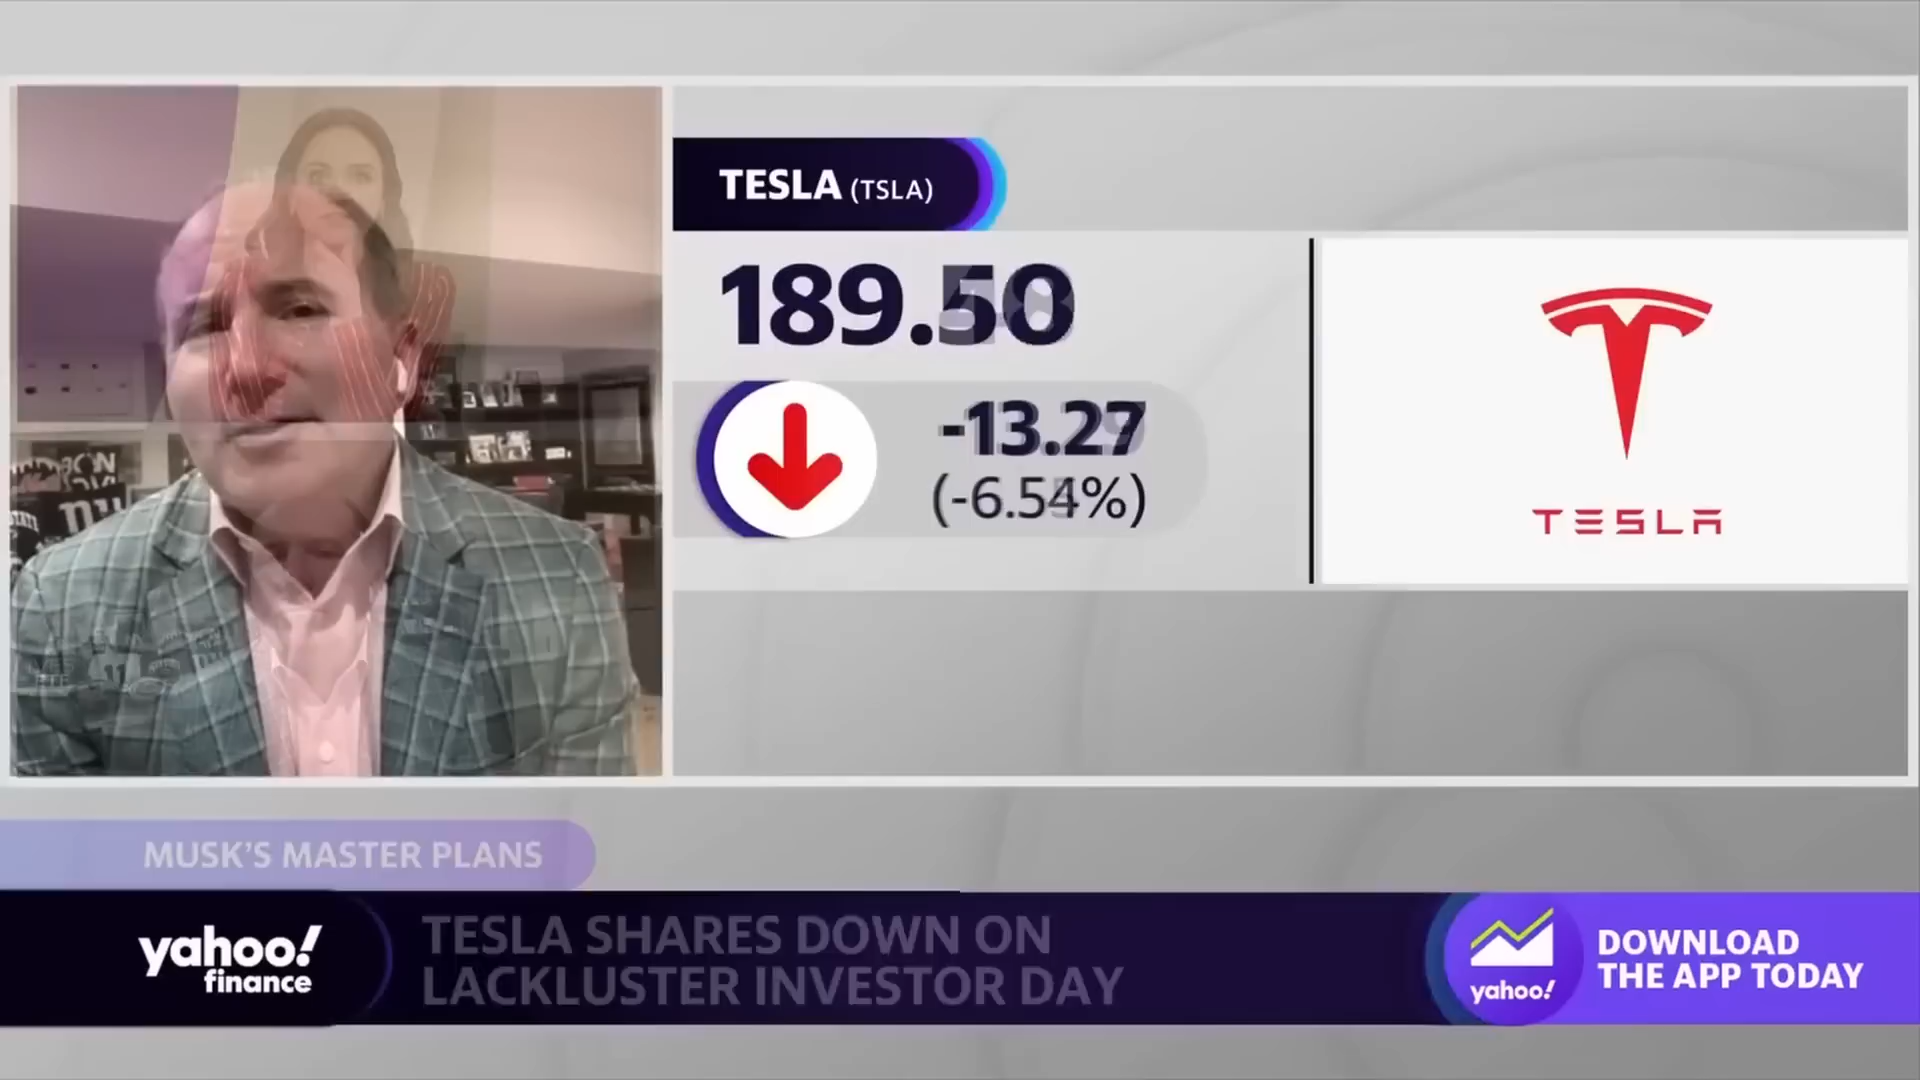 TESLA (TSLA)
189.50
-13.27
(-6.54%)
TESLA
MUSK'S MASTER PLANS
yahoo!
finance
TESLA SHARES DOWN ON
LACKLUSTER INVESTOR DAY
yahoo!
DOWNLOAD
THE APP TODAY